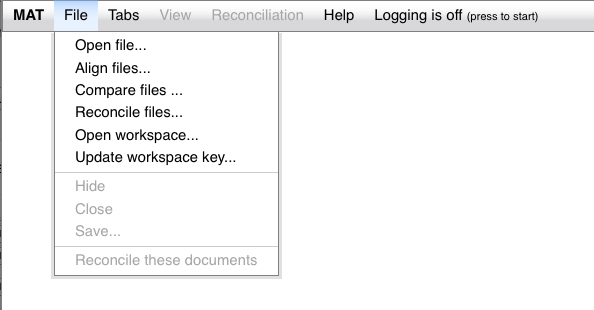 MAT File Tabs View Reconciliation Help Logging is off (press to start)
Open file...
Align files...
Compare files ...
Reconcile files...
Open workspace...
Update workspace key...
Hide
Close
Save...
Reconcile these documents